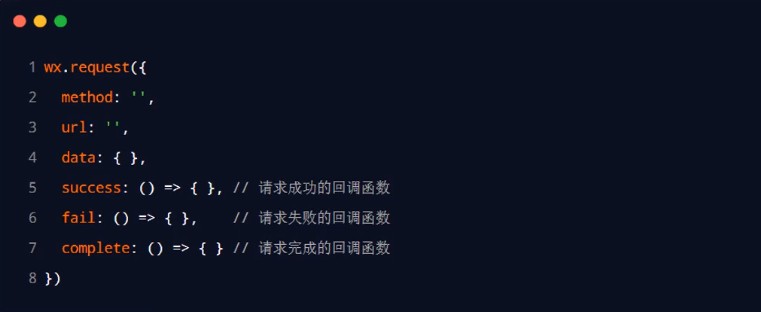 1 wx.request({
2   method: '',
3   url: '',
4   data: { },
5   success: () => { }, // 请求成功的回调函数
6   fail: () => { },    // 请求失败的回调函数
7   complete: () => { } // 请求完成的回调函数
8 })